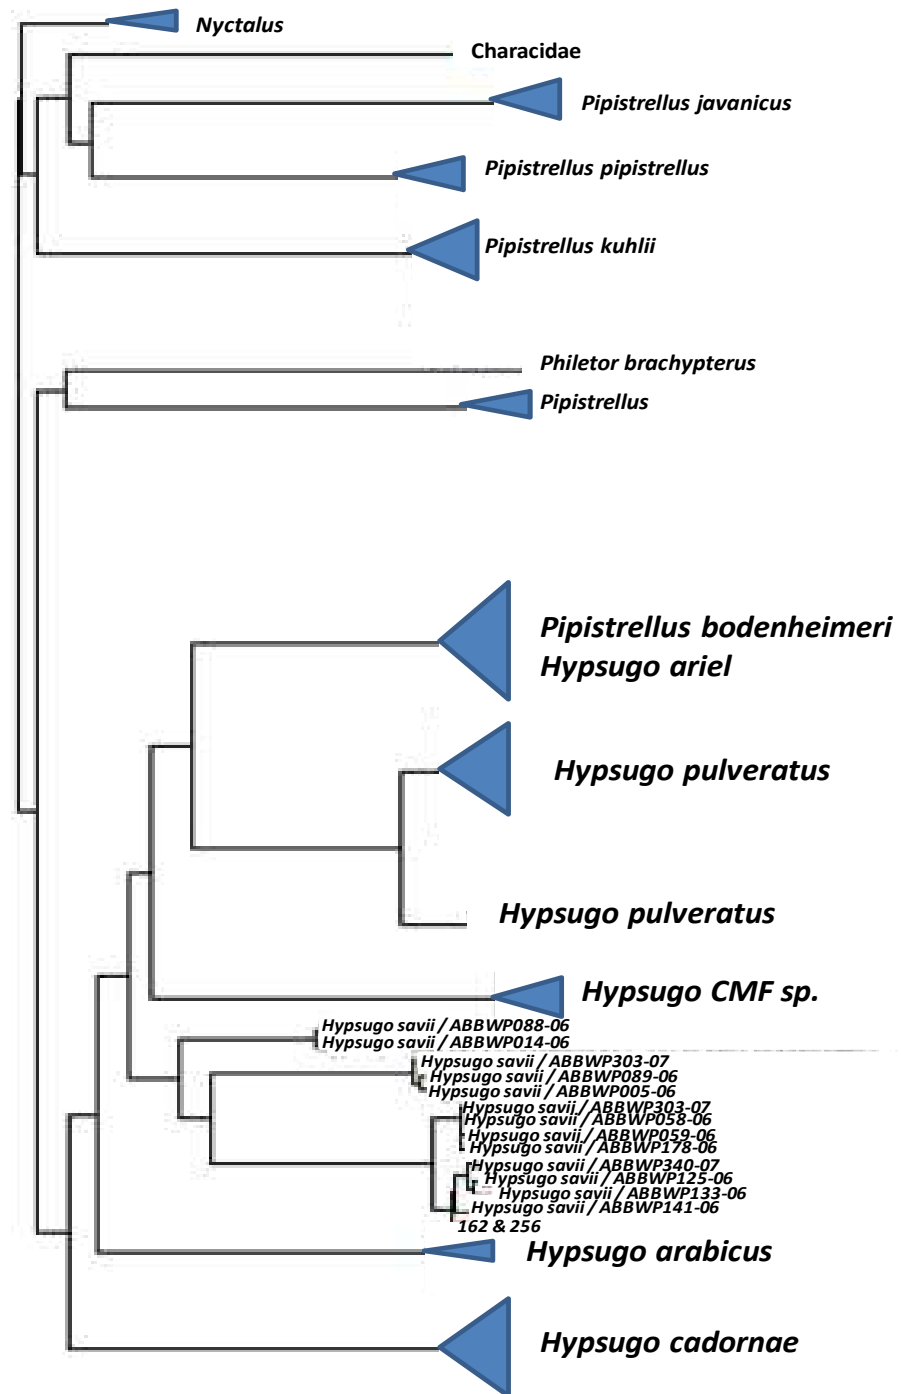 Nyctalus
Characidae
Pipistrellus javanicus
Pipistrellus pipistrellus
Pipistrellus kuhlii
Philetor brachypterus
Pipistrellus
Pipistrellus bodenheimeri
Hypsugo ariel
Hypsugo pulveratus
Hypsugo pulveratus
Hypsugo CMF sp.
Hypsugo savii / ABBWP088-06
Hypsugo savii / ABBWP014-06
Hypsugo savii / ABBWP303-07
Hypsugo savii / ABBWP089-06
Hypsugo savii / ABBWP005-06
Hypsugo savii / ABBWP303-07
Hypsugo savii / ABBWP058-06
Hypsugo savii / ABBWP059-06
Hypsugo savii / ABBWP178-06
Hypsugo savii / ABBWP340-07
Hypsugo savii / ABBWP125-06
Hypsugo savii / ABBWP133-06
Hypsugo savii / ABBWP141-06
162 & 256
Hypsugo arabicus
Hypsugo cadornae